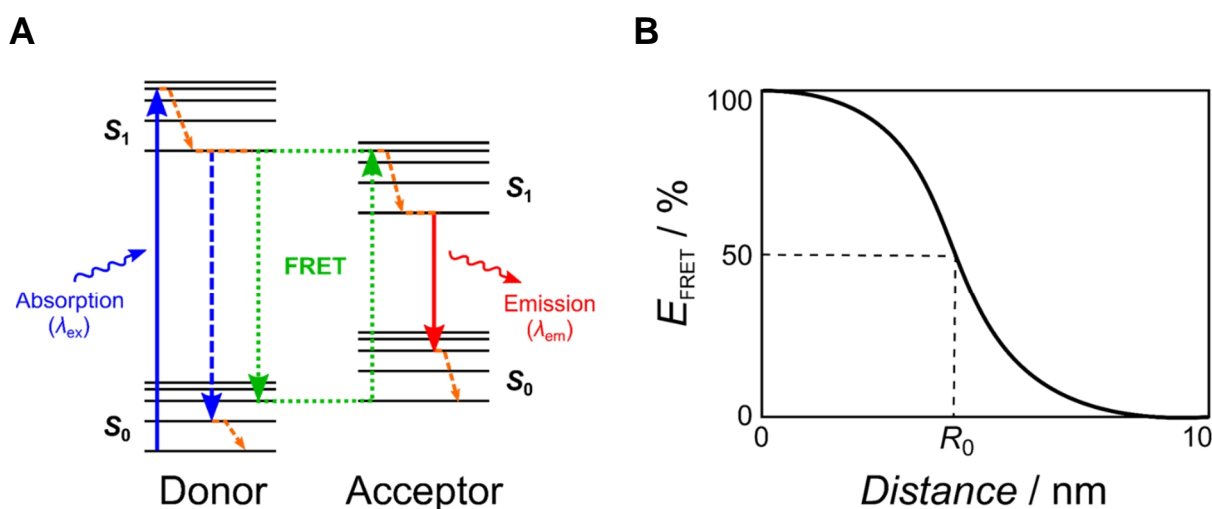 A
S₁
S₁
FRET
Absorption
(λex)
Emission
(λem)
S₀
S₀
Donor
Acceptor
B
100
50
0
E_FRET / %
0
R₀
10
Distance / nm